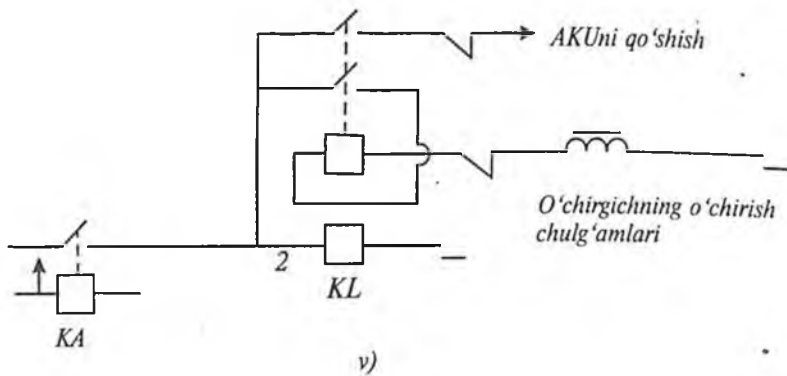 AKUni qo‘shish
O‘chirgichning o‘chirish
chulg‘amlari
2
KL
KA
v)